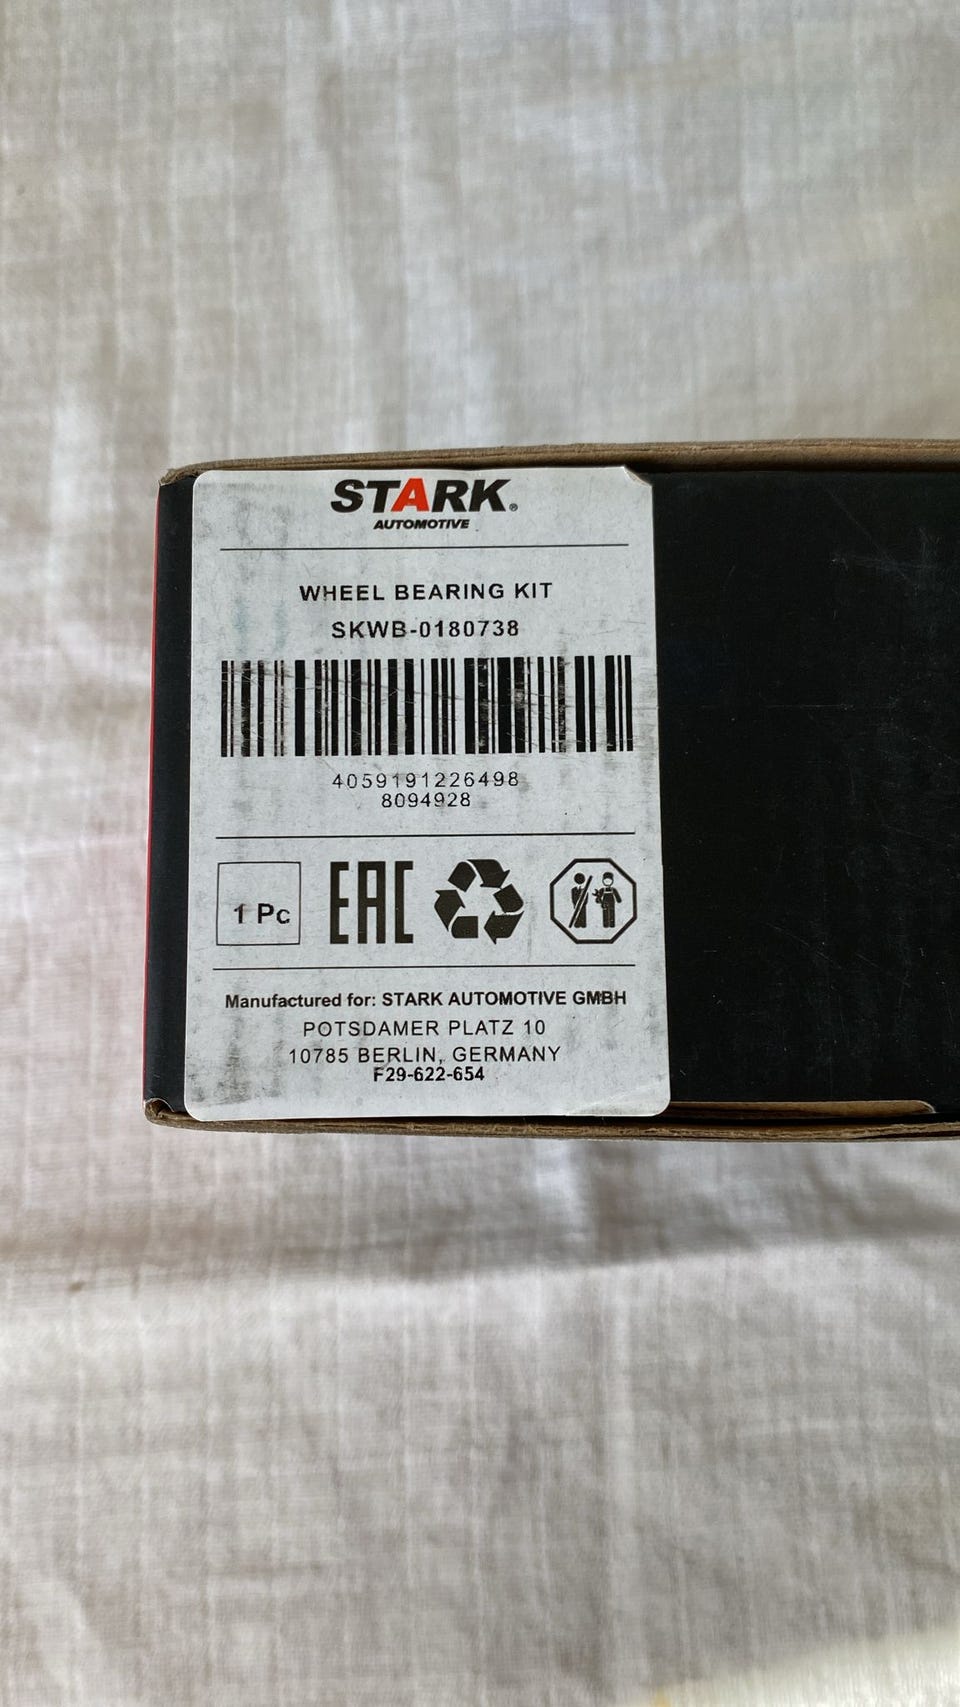 STARK®
AUTOMOTIVE
WHEEL BEARING KIT
SKWB-0180738
4059191226498
8094928
1 Pc
EAC
Manufactured for: STARK AUTOMOTIVE GMBH
POTSDAMER PLATZ 10
10785 BERLIN, GERMANY
F29-622-654